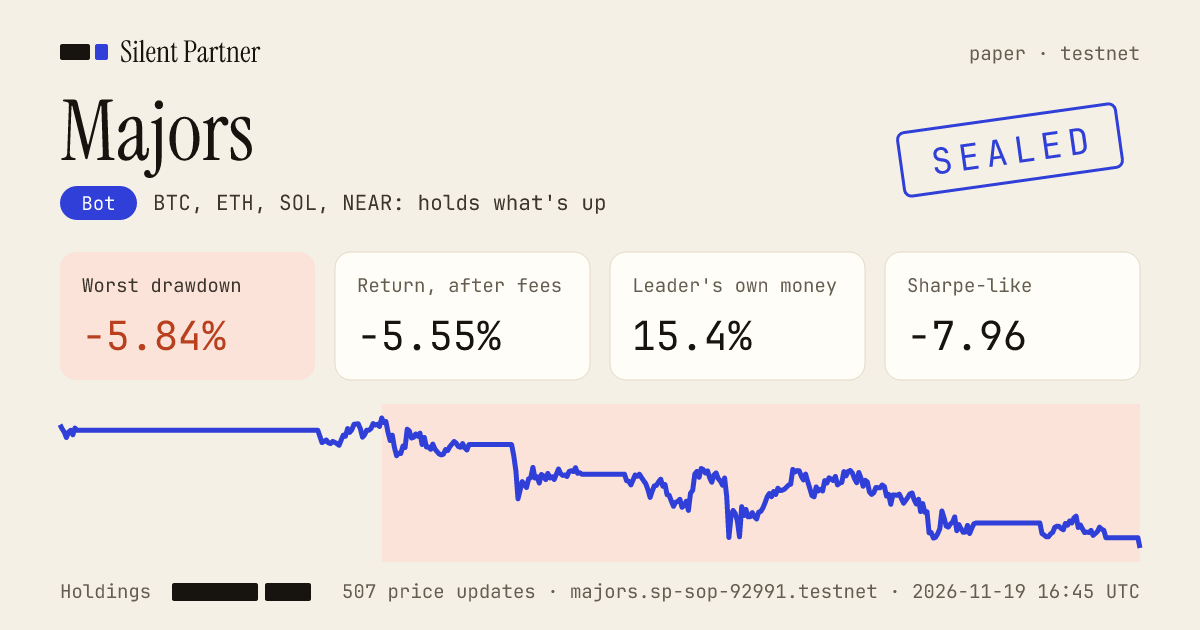 Silent Partner
paper · testnet
Majors
SEALED
Bot
BTC, ETH, SOL, NEAR: holds what's up
Worst drawdown
-5.84%
Return, after fees
-5.55%
Leader's own money
15.4%
Sharpe-like
-7.96
Holdings
507 price updates · majors.sp-sop-92991.testnet · 2026-11-19 16:45 UTC